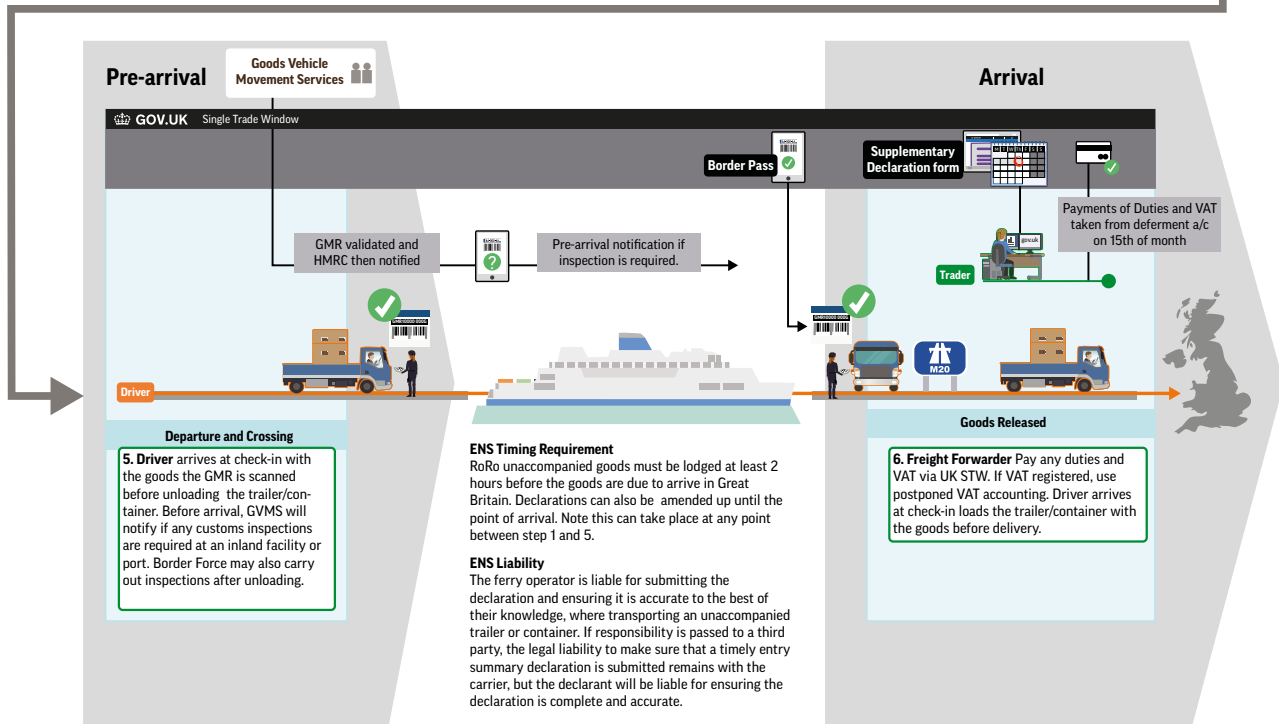 Pre-arrival
Goods Vehicle
Movement Services
Arrival
GOV.UK Single Trade Window
Border Pass
Supplementary
Declaration form
M T W Th F S S
GMR validated and
HMRC then notified
Pre-arrival notification if
inspection is required.
Payments of Duties and VAT
taken from deferment a/c
on 15th of month
gov.uk
Trader
GMR10000 000G
GMR10000 000G
M20
Driver
Departure and Crossing
5. Driver arrives at check-in with
the goods the GMR is scanned
before unloading the trailer/con-
tainer. Before arrival, GVMS will
notify if any customs inspections
are required at an inland facility or
port. Border Force may also carry
out inspections after unloading.
ENS Timing Requirement
RoRo unaccompanied goods must be lodged at least 2
hours before the goods are due to arrive in Great
Britain. Declarations can also be amended up until the
point of arrival. Note this can take place at any point
between step 1 and 5.
ENS Liability
The ferry operator is liable for submitting the
declaration and ensuring it is accurate to the best of
their knowledge, where transporting an unaccompanied
trailer or container. If responsibility is passed to a third
party, the legal liability to make sure that a timely entry
summary declaration is submitted remains with the
carrier, but the declarant will be liable for ensuring the
declaration is complete and accurate.
Goods Released
6. Freight Forwarder Pay any duties and
VAT via UK STW. If VAT registered, use
postponed VAT accounting. Driver arrives
at check-in loads the trailer/container with
the goods before delivery.